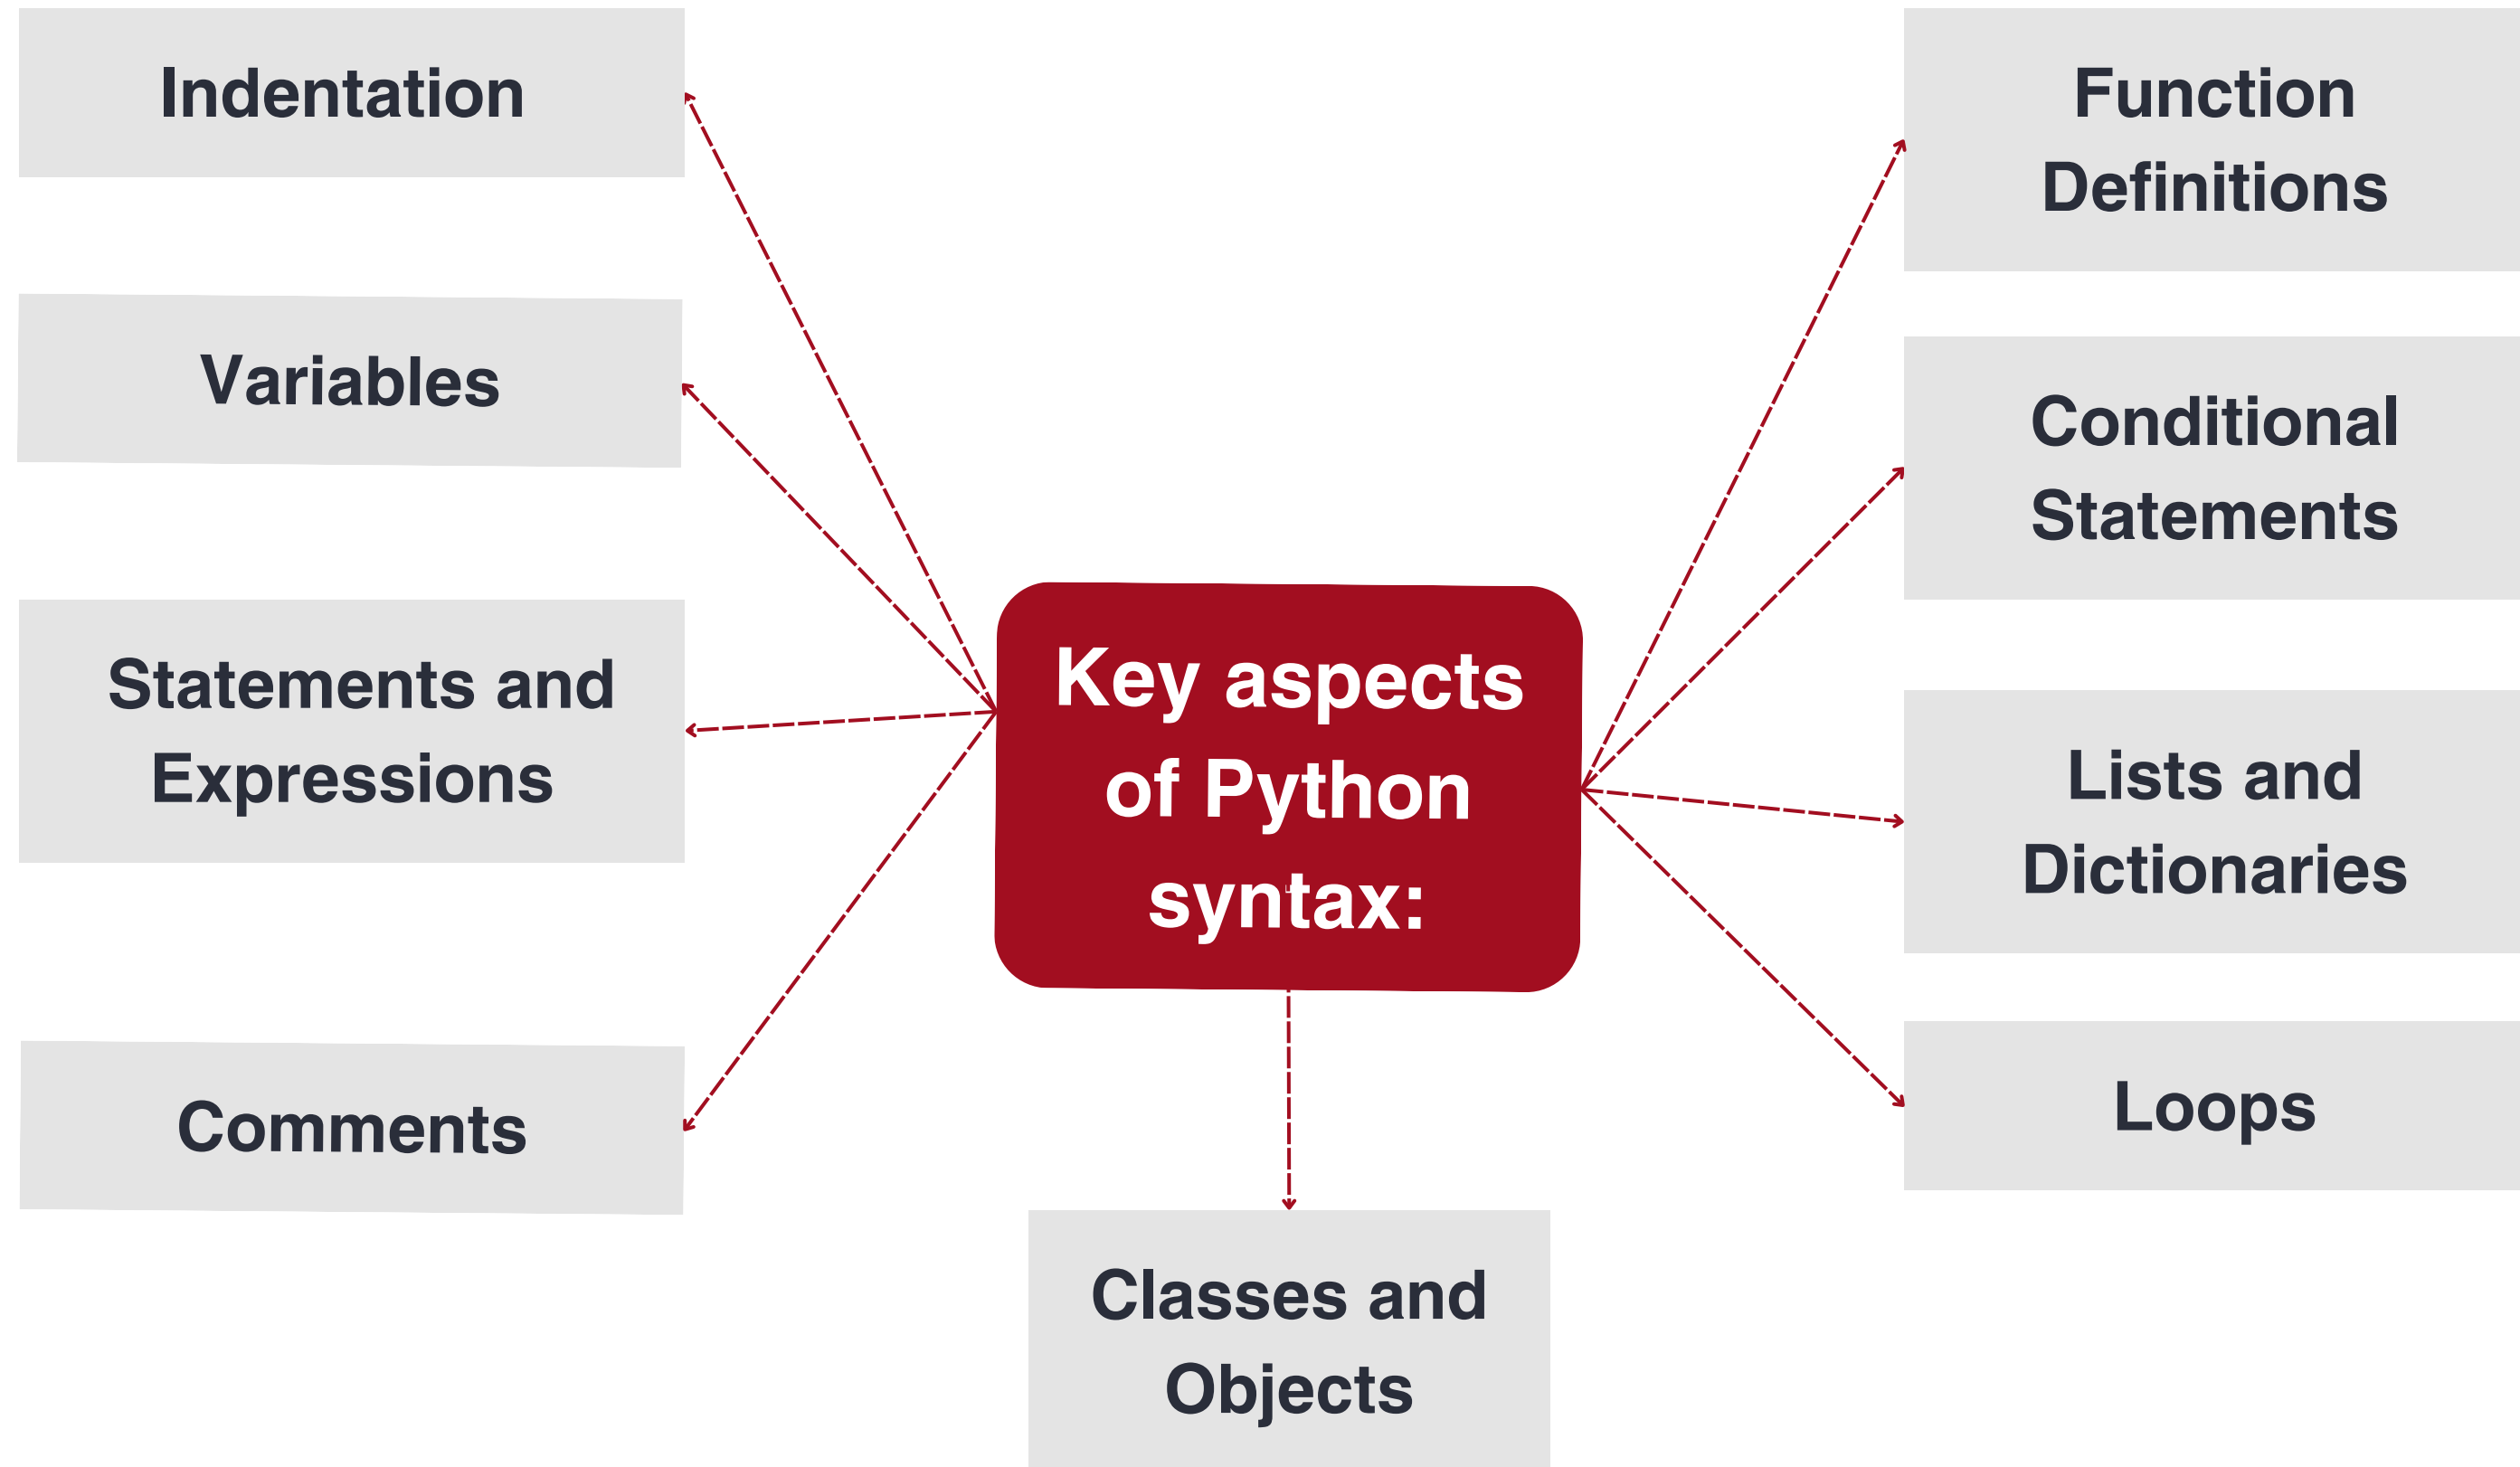 Indentation
Variables
Statements and
Expressions
Comments
Key aspects
of Python
syntax:
Classes and
Objects
Function
Definitions
Conditional
Statements
Lists and
Dictionaries
Loops